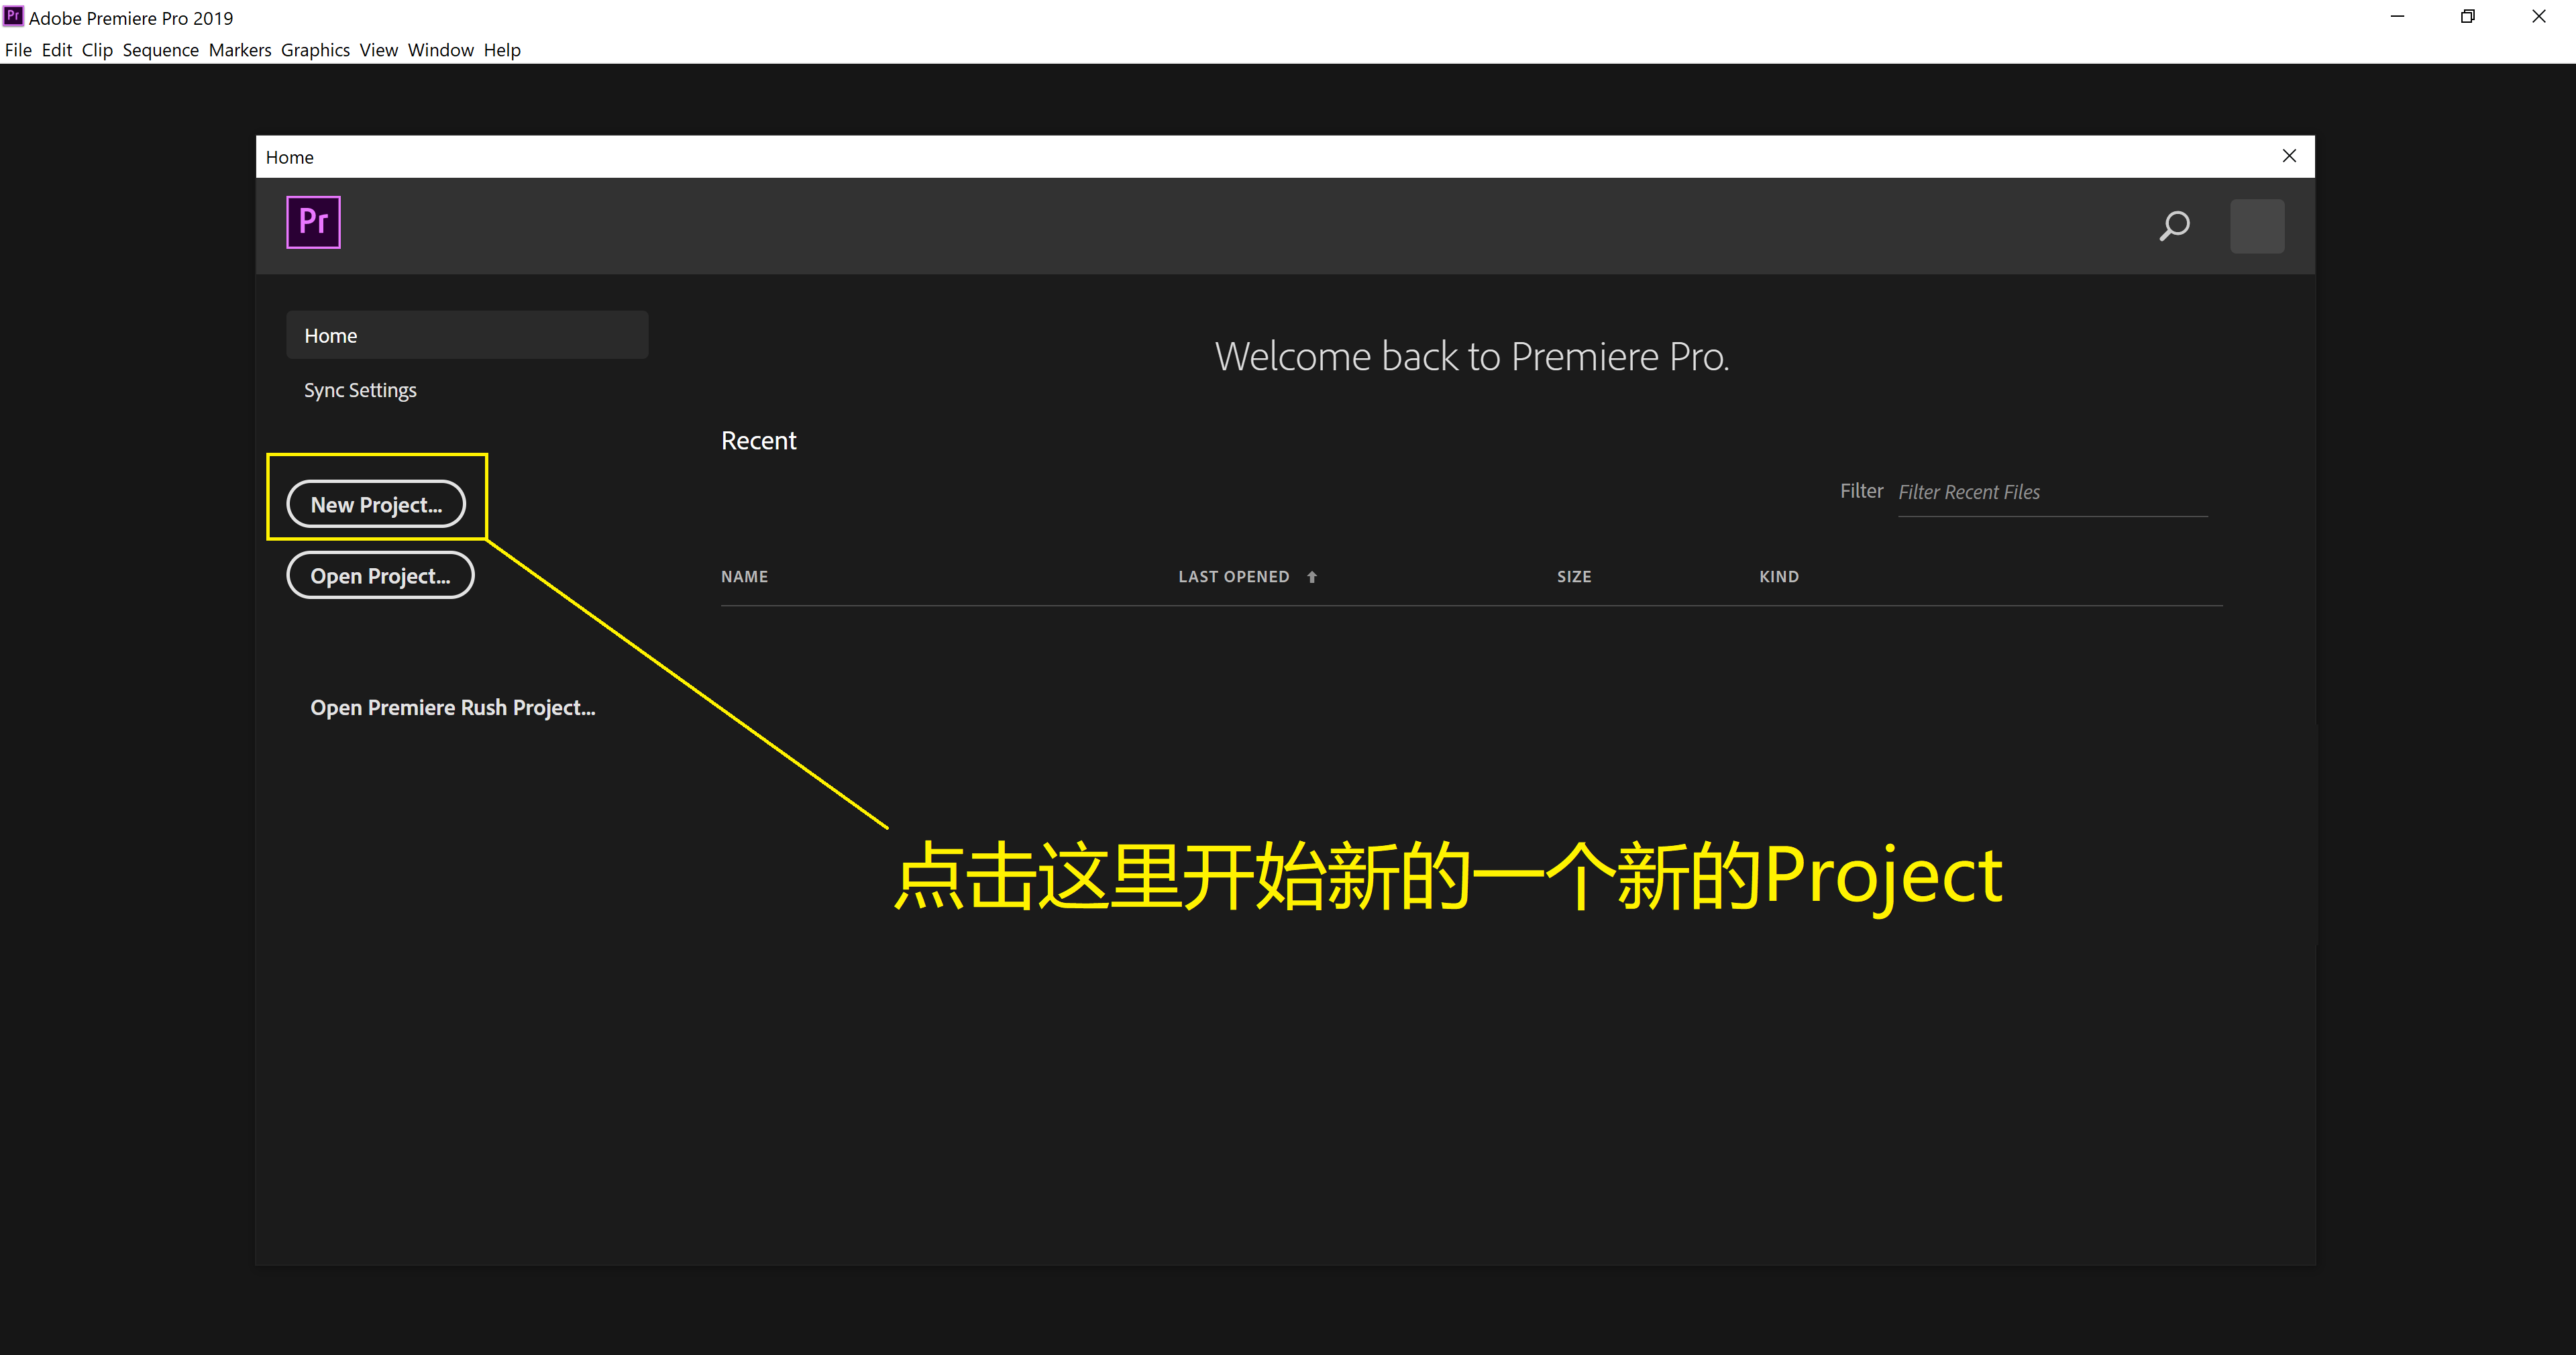 Pr Adobe Premiere Pro 2019
File Edit Clip Sequence Markers Graphics View Window Help
Home
Pr
Home
Sync Settings
New Project...
Open Project...
Open Premiere Rush Project...
Welcome back to Premiere Pro.
Recent
Filter Filter Recent Files
NAME LAST OPENED SIZE KIND
点击这里开始新的一个新的Project